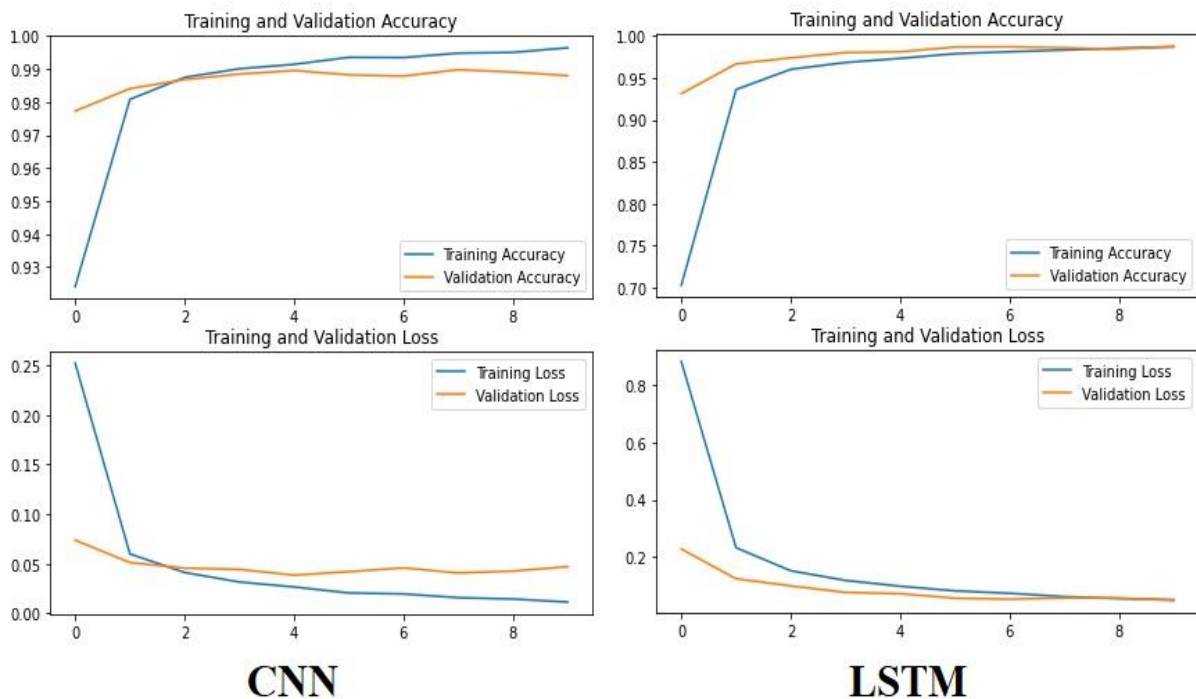 Training and Validation Accuracy
1.00
0.99
0.98
0.97
0.96
0.95
0.94
0.93
Training Accuracy
Validation Accuracy
0 2 4 6 8
Training and Validation Loss
0.25
0.20
0.15
0.10
0.05
0.00
Training Loss
Validation Loss
0 2 4 6 8
CNN
Training and Validation Accuracy
1.00
0.95
0.90
0.85
0.80
0.75
0.70
Training Accuracy
Validation Accuracy
0 2 4 6 8
Training and Validation Loss
0.8
0.6
0.4
0.2
Training Loss
Validation Loss
0 2 4 6 8
LSTM